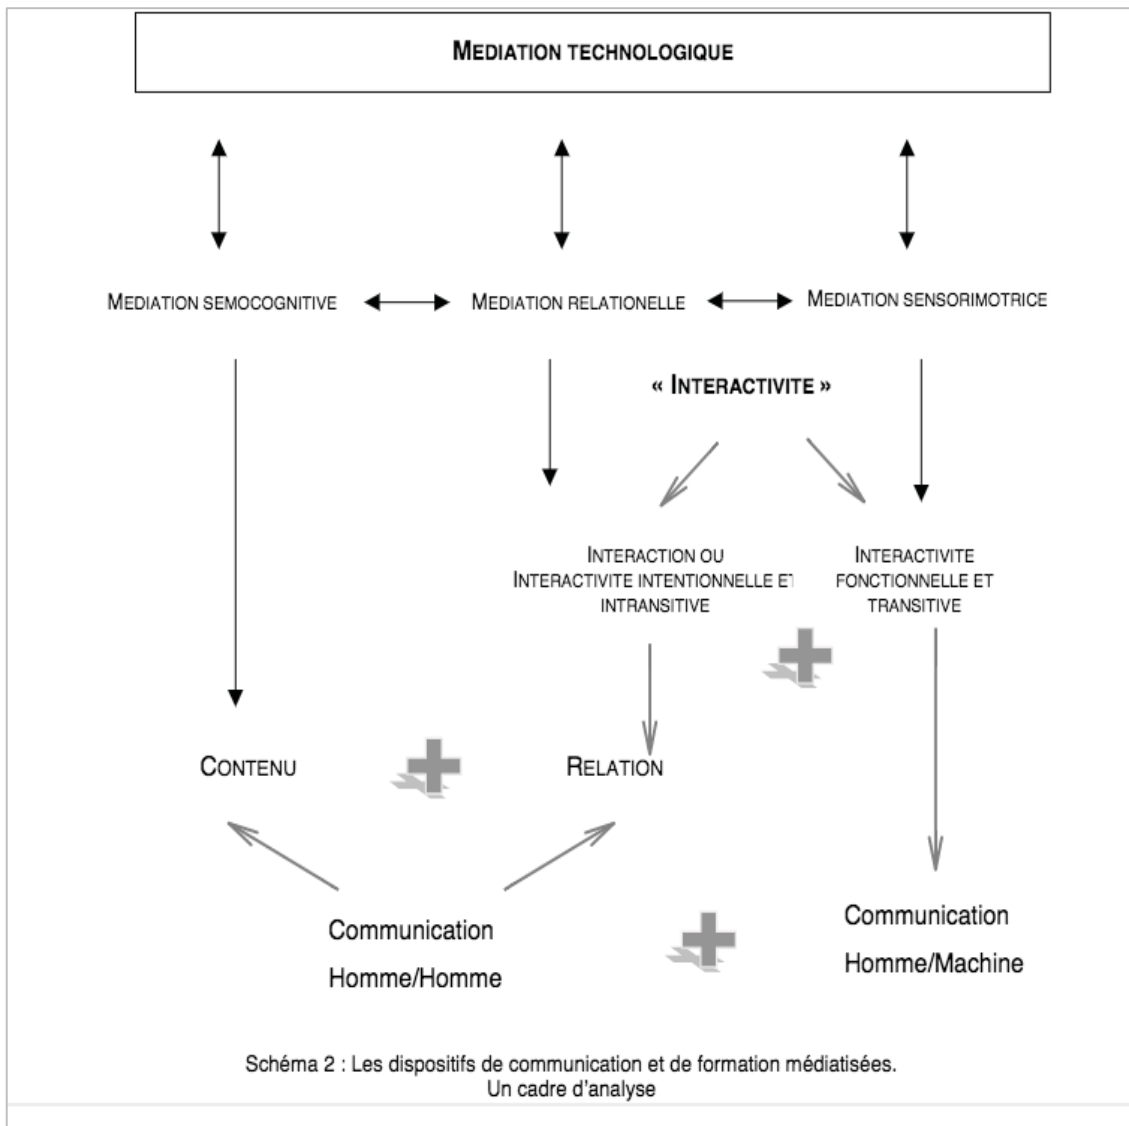 MEDIATION TECHNOLOGIQUE
MEDIATION SEMOCOGNITIVE
MEDIATION RELATIONELLE
MEDIATION SENSORIMOTRICE
« INTERACTIVITE »
INTERACTION OU
INTERACTIVITE INTENTIONNELLE ET
INTRANSITIVE
INTERACTIVITE
FONCTIONNELLE ET
TRANSITIVE
CONTENU
RELATION
Communication
Homme/Homme
Communication
Homme/Machine
Schéma 2 : Les dispositifs de communication et de formation médiatisées.
Un cadre d'analyse